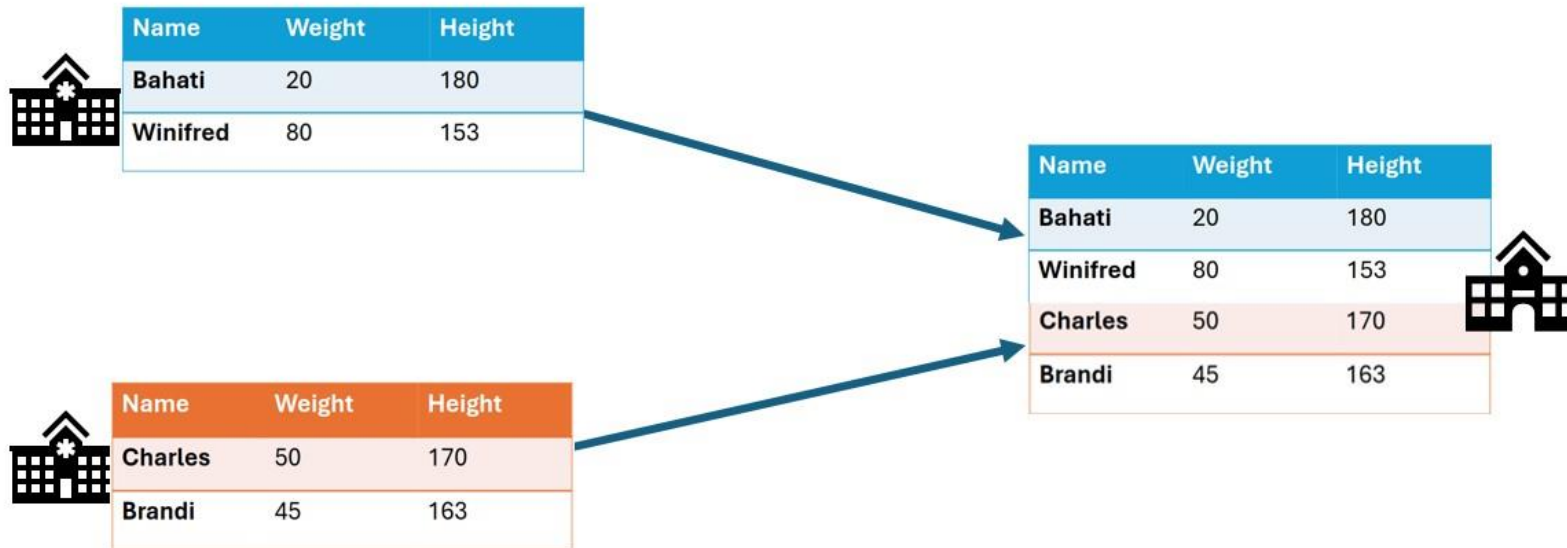 Name Weight Height
Bahati 20 180
Winifred 80 153
Name Weight Height
Bahati 20 180
Winifred 80 153
Charles 50 170
Brandi 45 163
Name Weight Height
Charles 50 170
Brandi 45 163